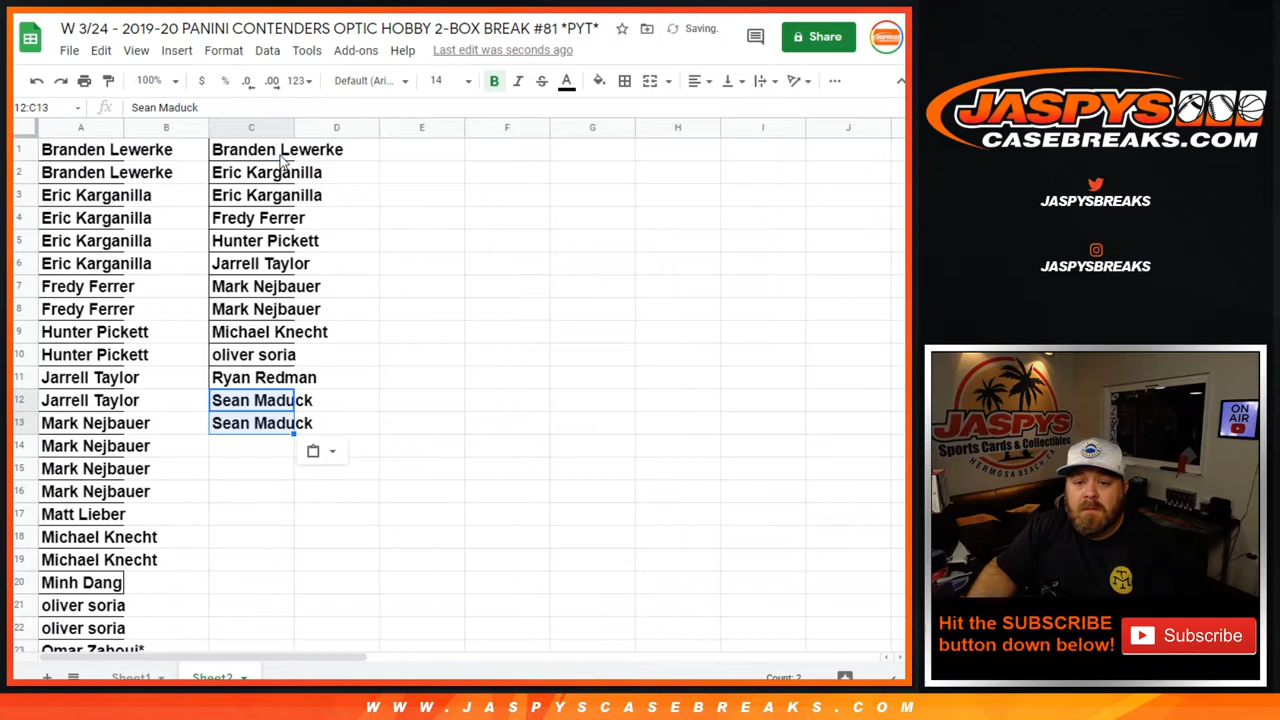 W 3/24 - 2019-20 PANINI CONTENDERS OPTIC HOBBY 2-BOX BREAK #81 *PYT*
Saving.
Share
File Edit View Insert Format Data Tools Add-ons Help Last edit was seconds ago
100% $ % .0 .00 123 Default (Ari... 14 B I S A
12:C13 fx Sean Maduck
A B C D E F G H I J
1 Branden Lewerke Branden Lewerke
2 Branden Lewerke Eric Karganilla
3 Eric Karganilla Eric Karganilla
4 Eric Karganilla Fredy Ferrer
5 Eric Karganilla Hunter Pickett
6 Eric Karganilla Jarrell Taylor
7 Fredy Ferrer Mark Nejbauer
8 Fredy Ferrer Mark Nejbauer
9 Hunter Pickett Michael Knecht
10 Hunter Pickett oliver soria
11 Jarrell Taylor Ryan Redman
12 Jarrell Taylor Sean Maduck
13 Mark Nejbauer Sean Maduck
14 Mark Nejbauer
15 Mark Nejbauer
16 Mark Nejbauer
17 Matt Lieber
18 Michael Knecht
19 Michael Knecht
20 Minh Dang
21 oliver soria
22 oliver soria
23 Omar Zahoui*
Sheet1 Sheet2 Count: 2
JASPYS
CASEBREAKS.COM
JASPYSBREAKS
JASPYSBREAKS
JASPYS
Sports Cards & Collectibles
HERMOSA BEACH, CA
ON AIR
Hit the SUBSCRIBE
button down below!
Subscribe
WWW.JASPYSCASEBREAKS.COM